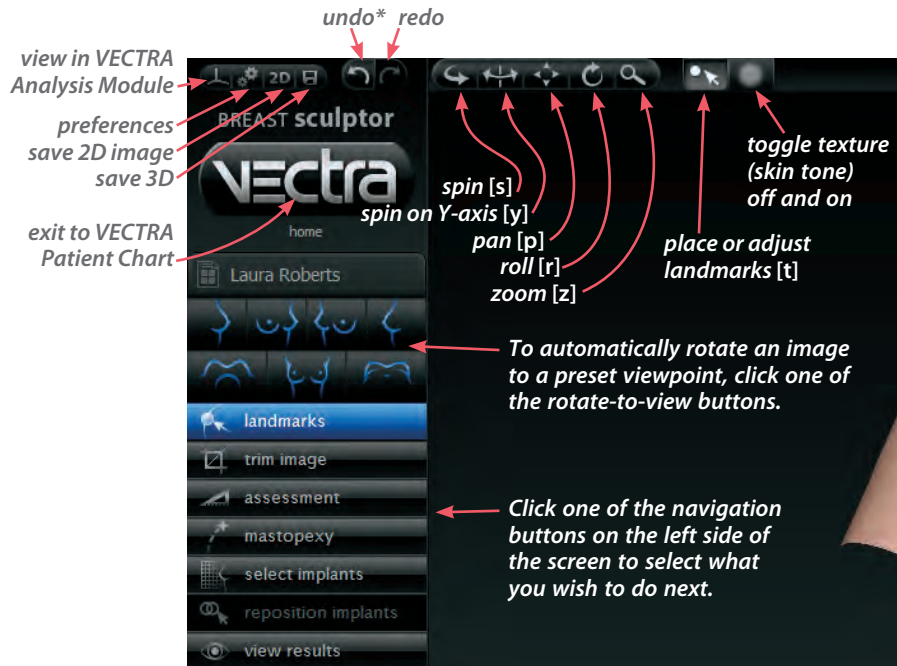 undo* redo
view in VECTRA
Analysis Module
preferences
save 2D image
save 3D
exit to VECTRA
Patient Chart
2D
BREAST sculptor
vectra
home
Laura Roberts
spin [s]
spin on Y-axis [y]
pan [p]
roll [r]
zoom [z]
place or adjust
landmarks [t]
toggle texture
(skin tone)
off and on
To automatically rotate an image
to a preset viewpoint, click one of
the rotate-to-view buttons.
landmarks
trim image
assessment
mastopexy
select implants
reposition implants
view results
Click one of the navigation
buttons on the left side of
the screen to select what
you wish to do next.